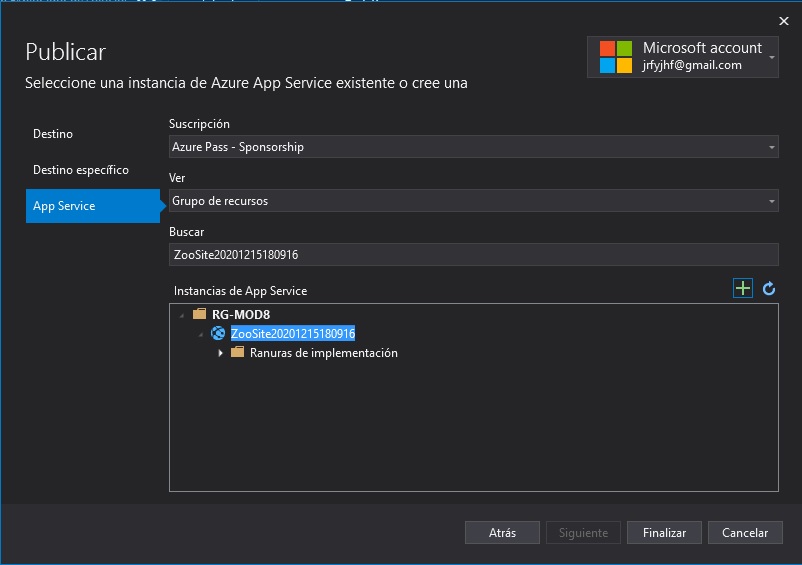 Publicar
Seleccione una instancia de Azure App Service existente o cree una
Microsoft account
jrfyjhf@gmail.com
Destino
Destino específico
App Service
Suscripción
Azure Pass - Sponsorship
Ver
Grupo de recursos
Buscar
ZooSite20201215180916
Instancias de App Service
RG-MOD8
ZooSite20201215180916
Ranuras de implementación
Atrás
Siguiente
Finalizar
Cancelar